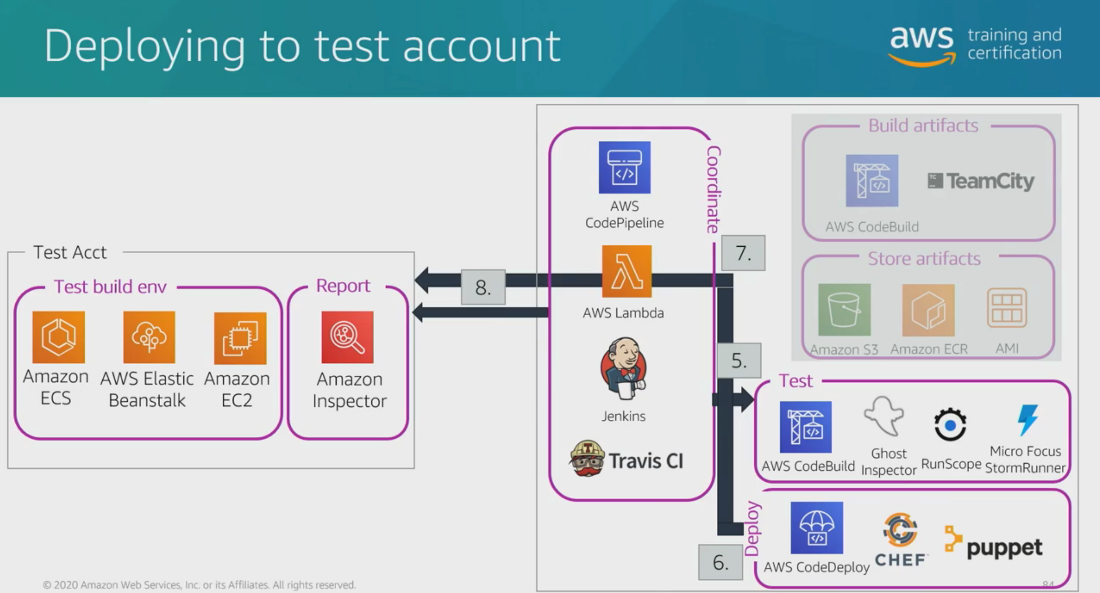 Deploying to test account
aws training and
certification
Test Acct
Test build env
Amazon
ECS
AWS Elastic
Beanstalk
Amazon
EC2
Report
Amazon
Inspector
8.
Coordinate
AWS
CodePipeline
AWS Lambda
Jenkins
Travis CI
7.
5.
6.
Build artifacts
AWS CodeBuild
TC
TeamCity
Store artifacts
Amazon S3
Amazon ECR
AMI
Test
AWS CodeBuild
Ghost
Inspector
RunScope
Micro Focus
StormRunner
Deploy
AWS CodeDeploy
CHEF
puppet
© 2020 Amazon Web Services, Inc. or its Affiliates. All rights reserved.
84